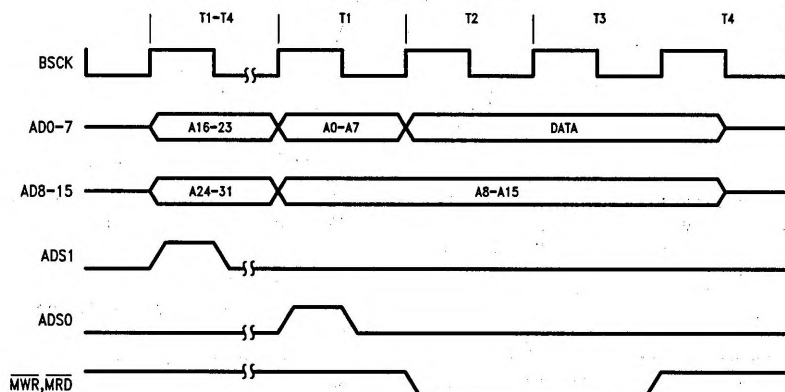 T1-T4 T1 T2 T3 T4
BSCK
AD0-7 A16-23 A0-A7 DATA
AD8-15 A24-31 A8-A15
ADS1
ADS0
MWR,MRD